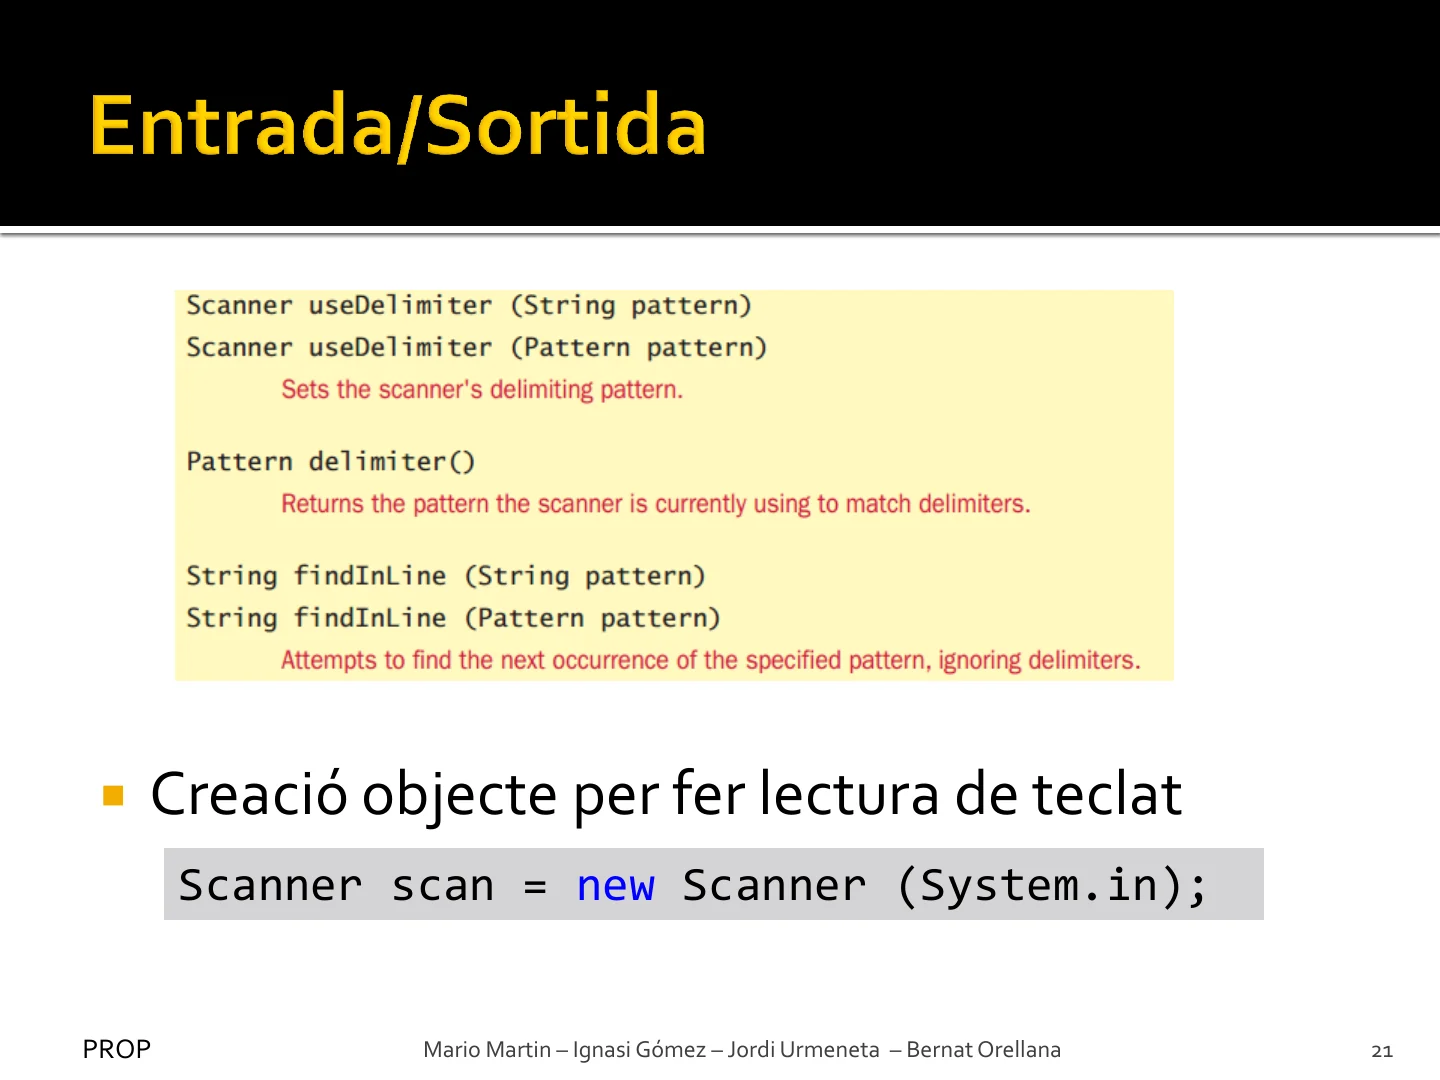 Entrada/Sortida
Scanner useDelimiter (String pattern)
Scanner useDelimiter (Pattern pattern)
Sets the scanner's delimiting pattern.
Pattern delimiter()
Returns the pattern the scanner is currently using to match delimiters.
String findInLine (String pattern)
String findInLine (Pattern pattern)
Attempts to find the next occurrence of the specified pattern, ignoring delimiters.
Creació objecte per fer lectura de teclat
Scanner scan = new Scanner (System.in);
PROP
Mario Martin – Ignasi Gómez – Jordi Urmeneta – Bernat Orellana
21